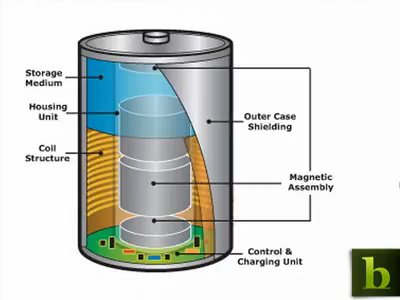 Storage
Medium
Housing
Unit
Coil
Structure
Outer Case
Shielding
Magnetic
Assembly
Control &
Charging Unit
b